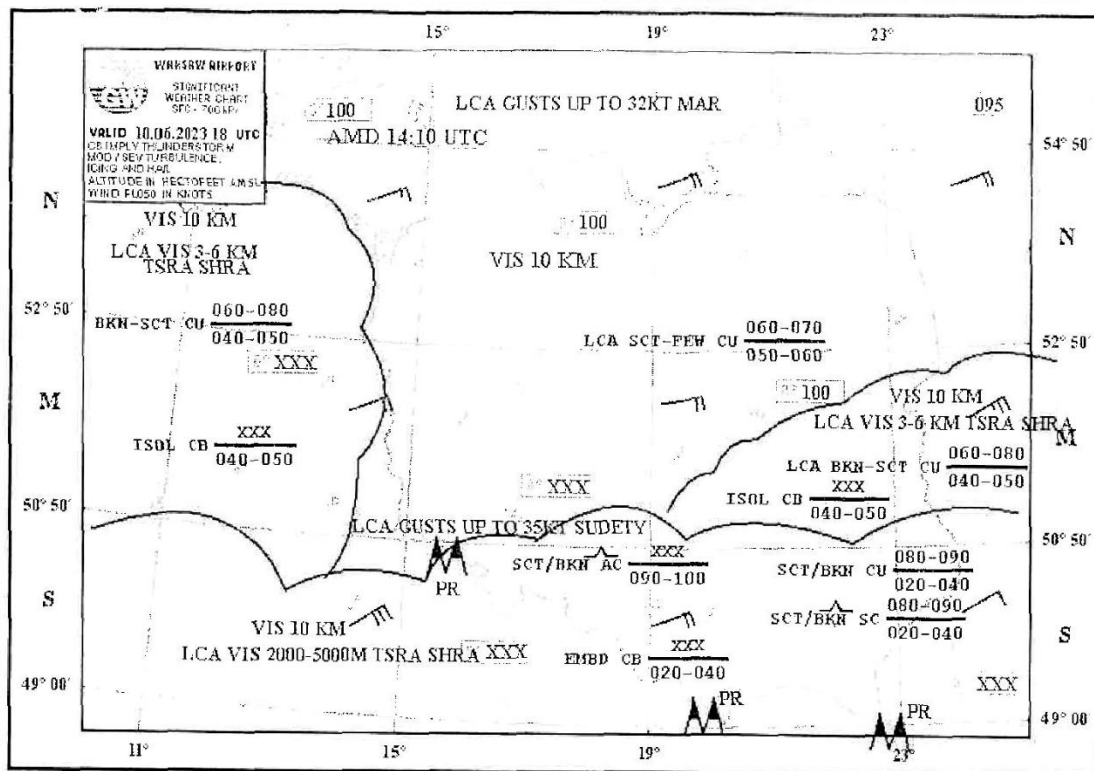 15°
19°
23°
WARSAW AIRPORT
SIGNIFICANT
WEATHER CHART
SFC - 700 hPa
VALID 10.06.2023 18 UTC
CB IMPLY THUNDERSTORM
MOD / SEV TURBULENCE,
ICING AND HAIL
ALTITUDE IN HECTOFEET AMSL
WIND FL050 IN KNOTS
100
LCA GUSTS UP TO 32KT MAR
095
AMD 14:10 UTC
54° 50'
N
VIS 10 KM
LCA VIS 3-6 KM
TSRA SHRA
100
VIS 10 KM
N
52° 50'
BKN-SCT CU 060-080
040-050
LCA SCT-FEW CU 060-070
050-060
52° 50'
0° XXX
100
VIS 10 KM
LCA VIS 3-6 KM TSRA SHRA
M
M
ISOL CB XXX
040-050
LCA BKN-SCT CU 060-080
040-050
XXX
ISOL CB XXX
040-050
50° 50'
LCA GUSTS UP TO 35KT SUDETY
50° 50'
PR
SCT/BKN AC XXX
090-100
SCT/BKN CU 080-090
020-040
S
SCT/BKN SC 080-090
020-040
S
VIS 10 KM
LCA VIS 2000-5000M TSRA SHRA XXX
EMBD CB XXX
020-040
49° 00'
XXX
PR
PR
49° 00'
11°
15°
19°
23°